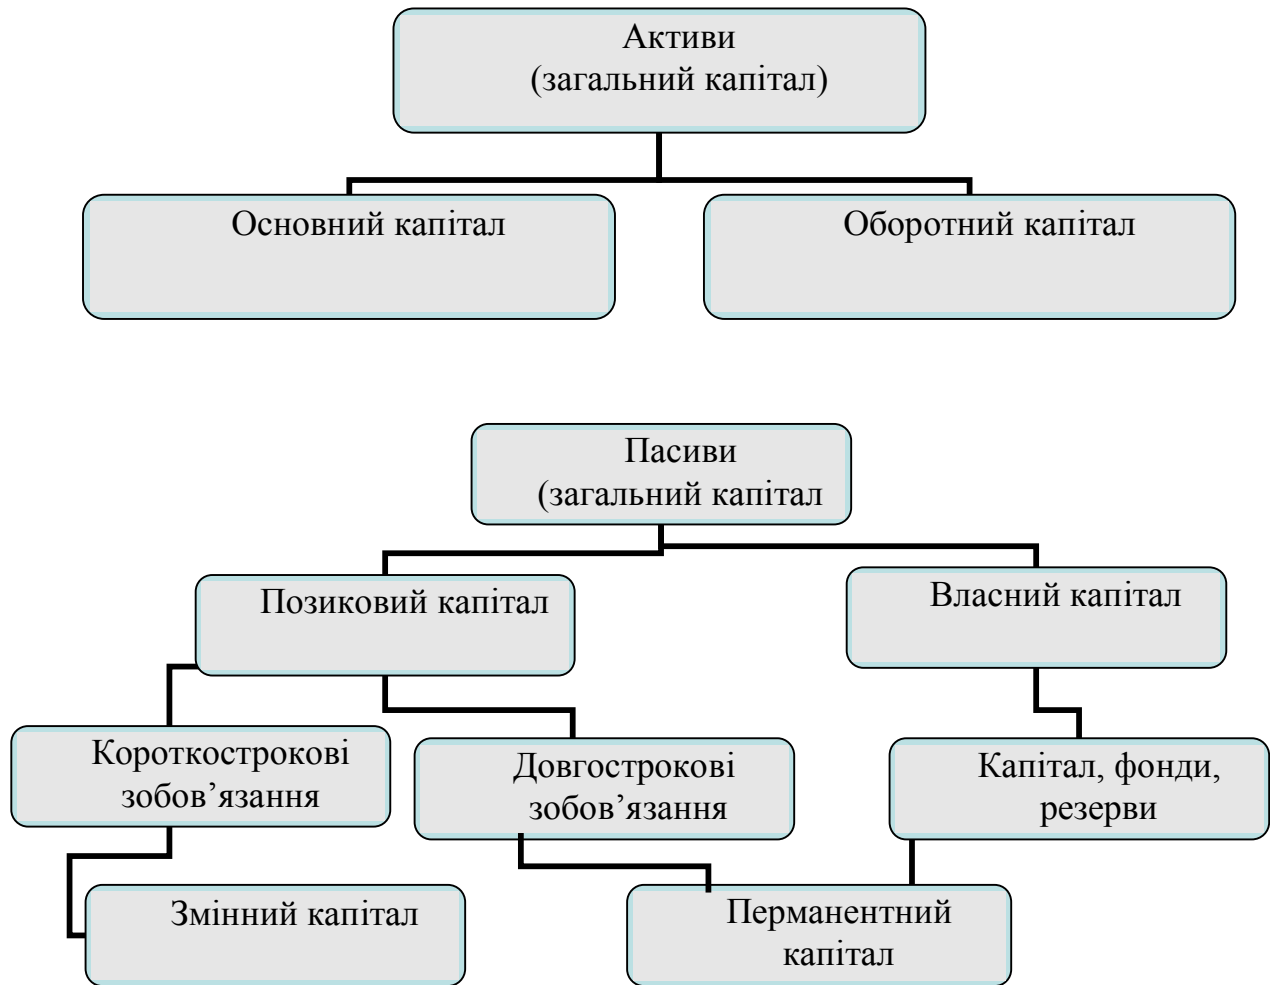 Активи
(загальний капітал)
Основний капітал
Оборотний капітал
Пасиви
(загальний капітал
Позиковий капітал
Власний капітал
Короткострокові
зобов’язання
Довгострокові
зобов’язання
Капітал, фонди,
резерви
Змінний капітал
Перманентний
капітал